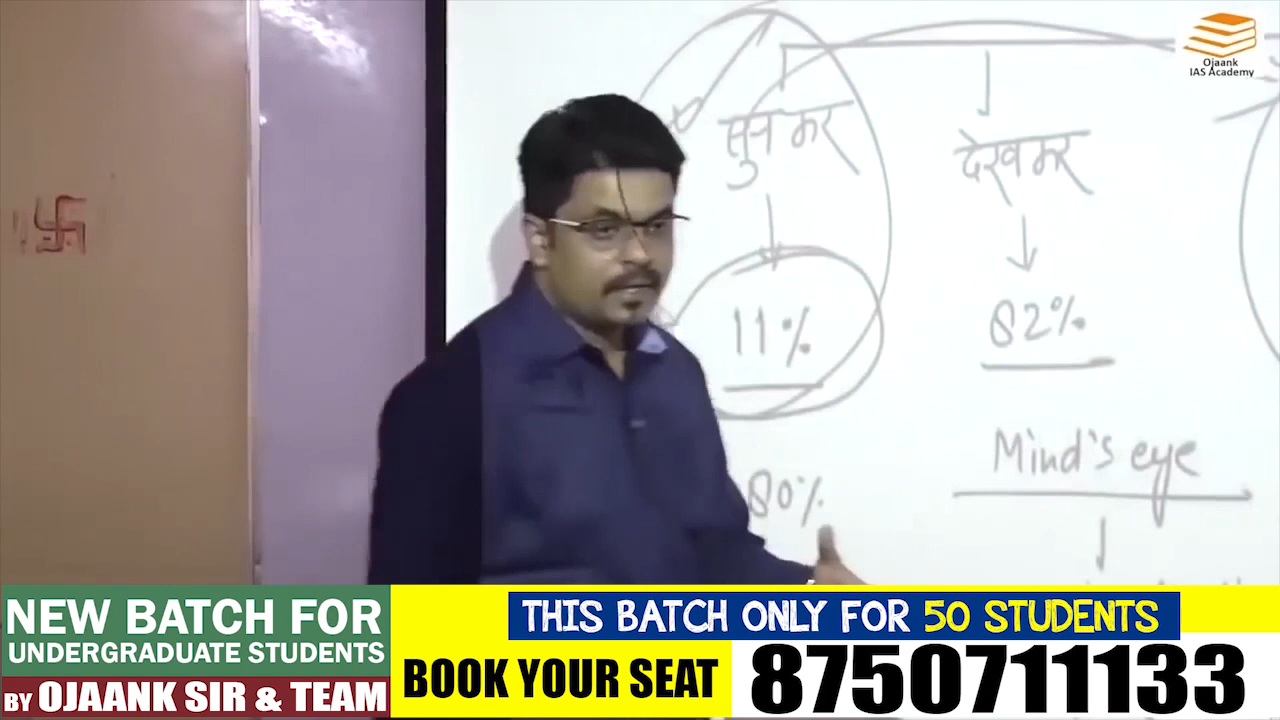 Ojaank
IAS Academy
सुनकर
देखकर
11%
82%
Mind's eye
80%
NEW BATCH FOR
UNDERGRADUATE STUDENTS
BY OJAANK SIR & TEAM
THIS BATCH ONLY FOR 50 STUDENTS
BOOK YOUR SEAT
8750711133